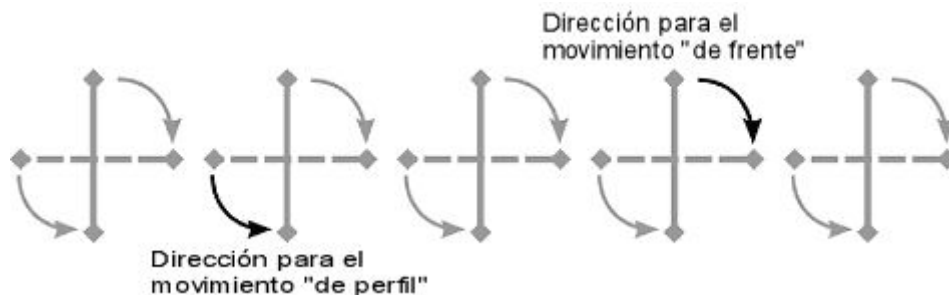 Dirección para el
movimiento "de frente"
Dirección para el
movimiento "de perfil"